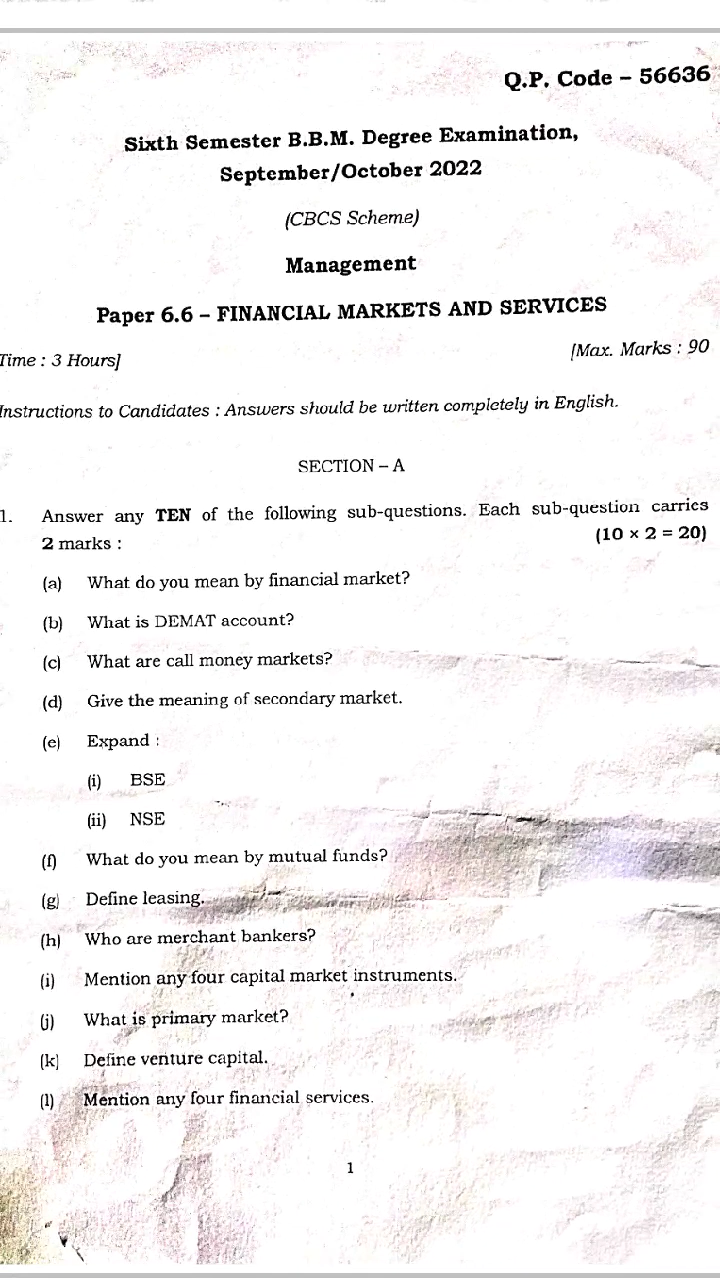 Q.P. Code – 56636
Sixth Semester B.B.M. Degree Examination,
September/October 2022
(CBCS Scheme)
Management
Paper 6.6 – FINANCIAL MARKETS AND SERVICES
Time : 3 Hours]
[Max. Marks : 90
Instructions to Candidates : Answers should be written completely in English.
SECTION – A
1. Answer any TEN of the following sub-questions. Each sub-question carries
2 marks : (10 × 2 = 20)
(a) What do you mean by financial market?
(b) What is DEMAT account?
(c) What are call money markets?
(d) Give the meaning of secondary market.
(e) Expand :
(i) BSE
(ii) NSE
(f) What do you mean by mutual funds?
(g) Define leasing.
(h) Who are merchant bankers?
(i) Mention any four capital market instruments.
(j) What is primary market?
(k) Define venture capital.
(l) Mention any four financial services.
1